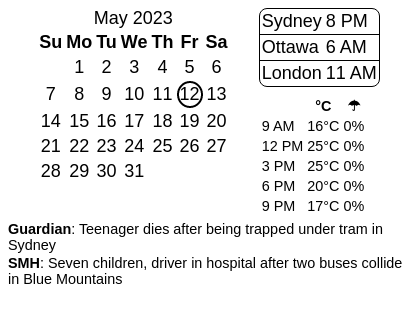 May 2023
Su Mo Tu We Th Fr Sa
1 2 3 4 5 6
7 8 9 10 11 12 13
14 15 16 17 18 19 20
21 22 23 24 25 26 27
28 29 30 31
Sydney 8 PM
Ottawa 6 AM
London 11 AM
°C ☂
9 AM 16°C 0%
12 PM 25°C 0%
3 PM 25°C 0%
6 PM 20°C 0%
9 PM 17°C 0%
Guardian: Teenager dies after being trapped under tram in
Sydney
SMH: Seven children, driver in hospital after two buses collide
in Blue Mountains